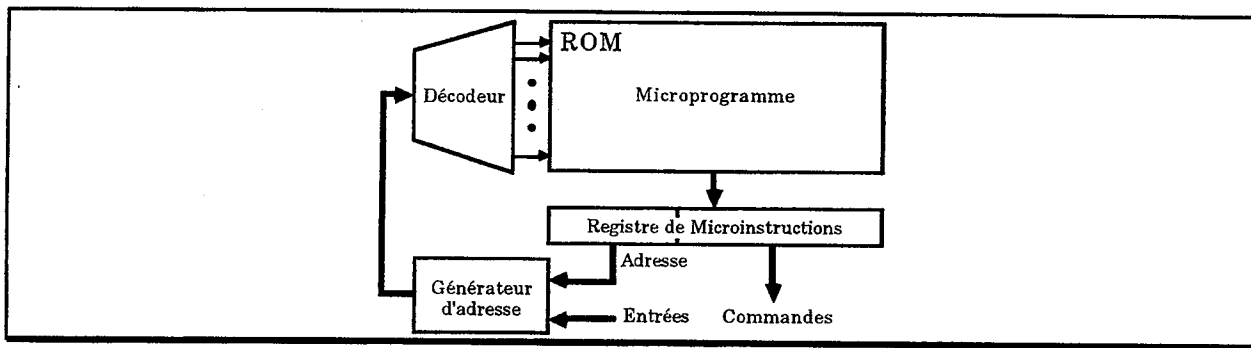 ROM
Décodeur
Microprogramme
Registre de Microinstructions
Adresse
Générateur
d'adresse
Entrées
Commandes